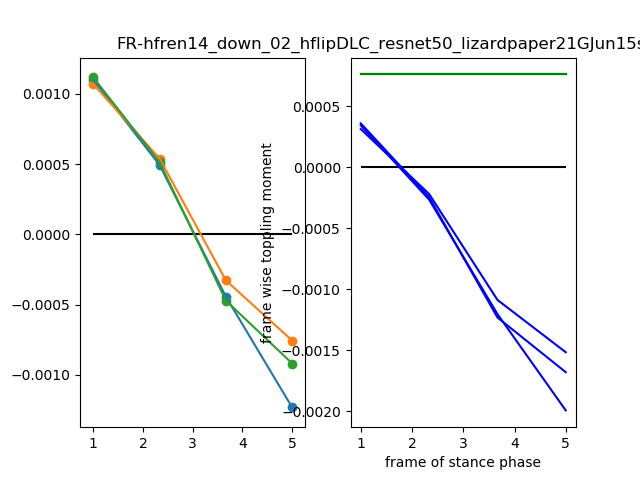 FR-hfren14_down_02_hflipDLC_resnet50_lizardpaper21GJun15s
0.0010
0.0005
0.0000
−0.0005
−0.0010
1 2 3 4 5
frame wise toppling moment
0.0005
0.0000
−0.0005
−0.0010
−0.0015
−0.0020
1 2 3 4 5
frame of stance phase